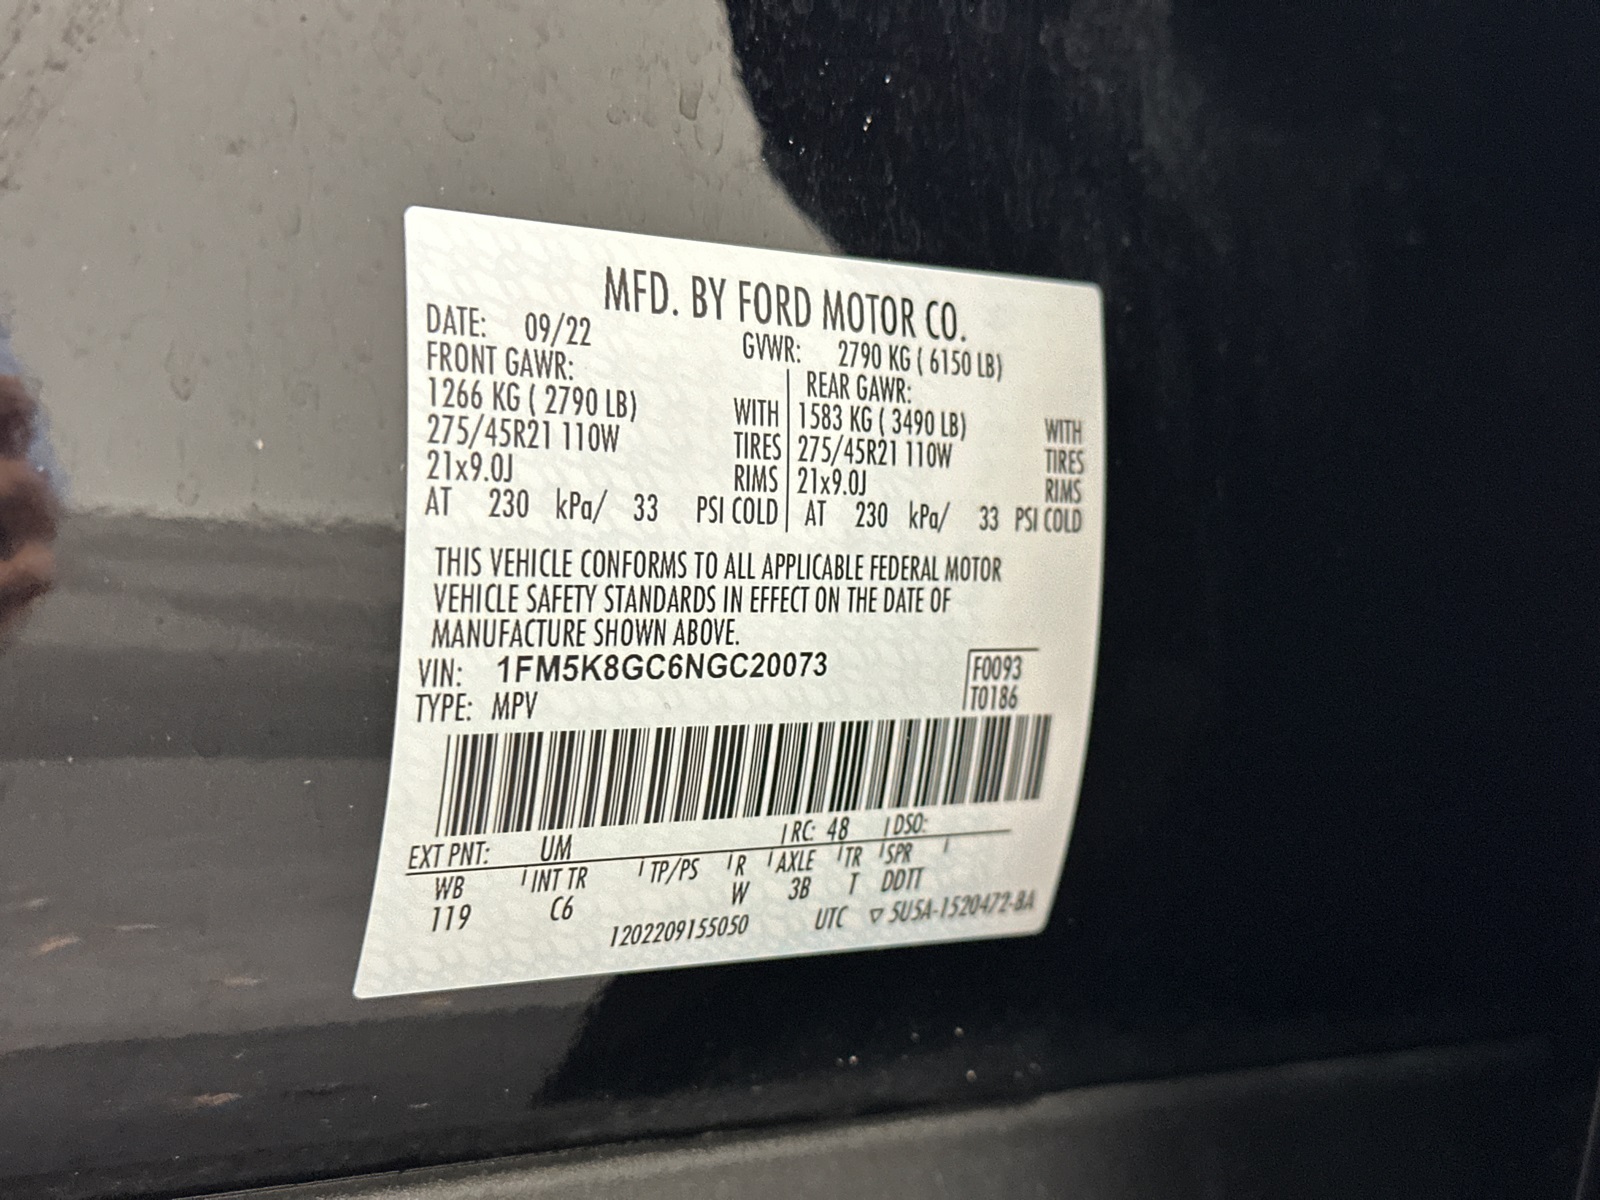 MFD. BY FORD MOTOR CO.
DATE: 09/22 GVWR: 2790 KG ( 6150 LB)
FRONT GAWR: REAR GAWR:
1266 KG ( 2790 LB) WITH 1583 KG ( 3490 LB) WITH
275/45R21 110W TIRES 275/45R21 110W TIRES
21x9.0J RIMS 21x9.0J RIMS
AT 230 kPa/ 33 PSI COLD AT 230 kPa/ 33 PSI COLD
THIS VEHICLE CONFORMS TO ALL APPLICABLE FEDERAL MOTOR
VEHICLE SAFETY STANDARDS IN EFFECT ON THE DATE OF
MANUFACTURE SHOWN ABOVE.
VIN: 1FM5K8GC6NGC20073 F0093
TYPE: MPV T0186
EXT PNT: UM RC: 48 DSO:
WB INT TR TP/PS R AXLE TR SPR
119 C6 W 3B T DDTT
1202209155050 UTC ▽ 5U5A-1520472-BA